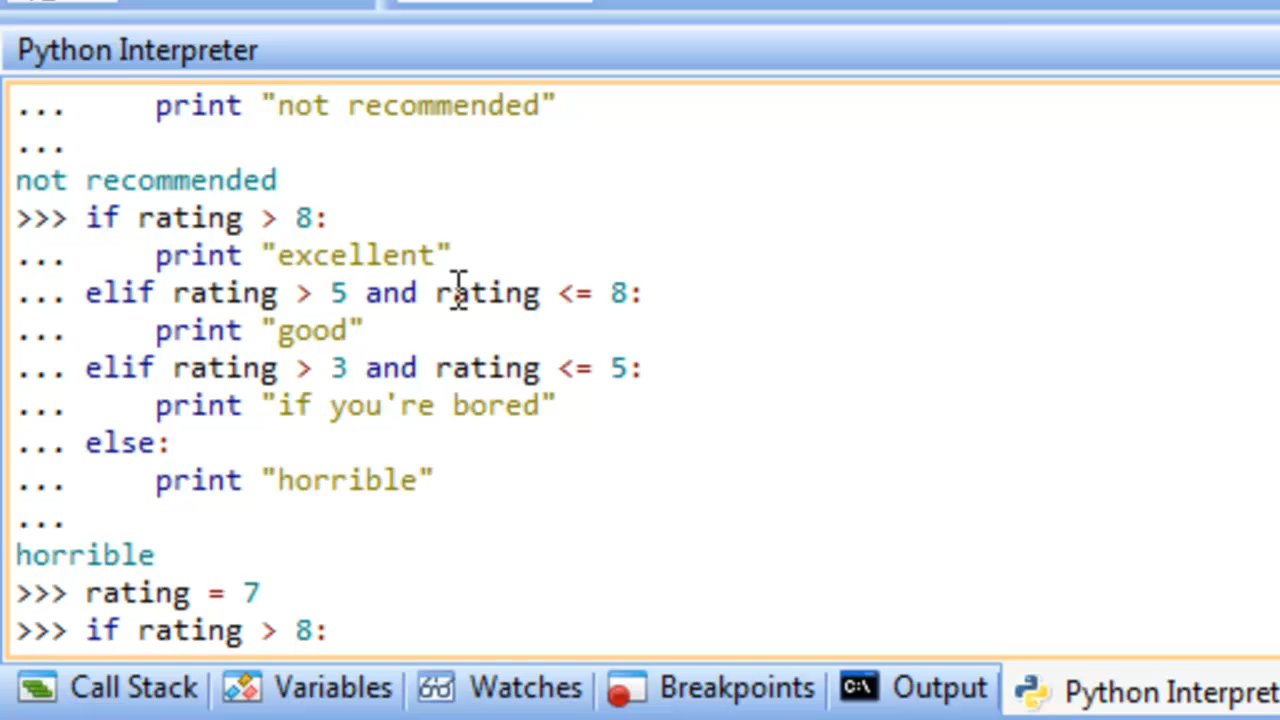 Python Interpreter
...     print "not recommended"
...
not recommended
>>> if rating > 8:
...     print "excellent"
... elif rating > 5 and rating <= 8:
...     print "good"
... elif rating > 3 and rating <= 5:
...     print "if you're bored"
... else:
...     print "horrible"
...
horrible
>>> rating = 7
>>> if rating > 8:
Call Stack Variables Watches Breakpoints Output Python Interpret